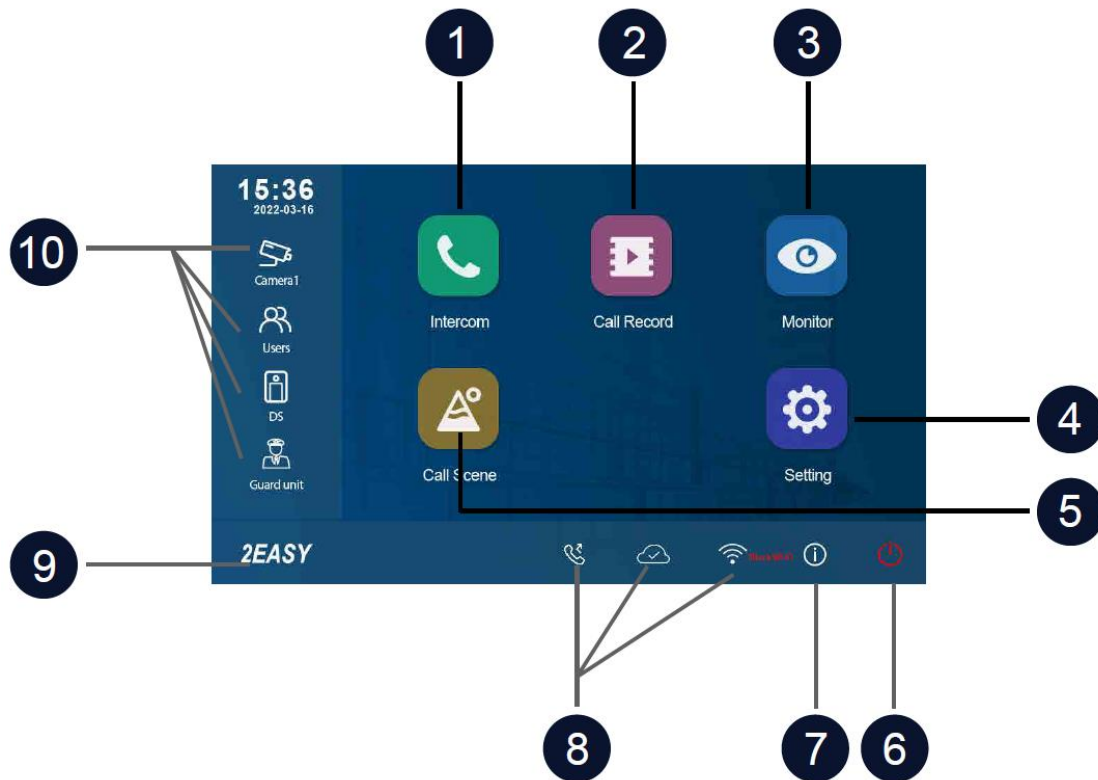 1
2
3
15:36
2022-03-16
10
Camera1
Intercom
Call Record
Monitor
Users
DS
4
Guard unit
Call Scene
Setting
5
2EASY
9
8
7
6